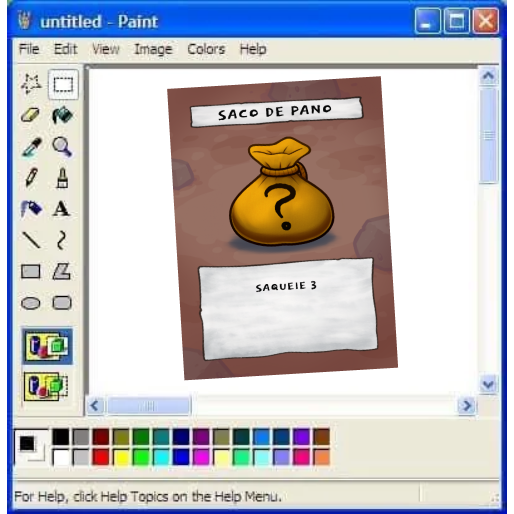 untitled - Paint
File Edit View Image Colors Help
SACO DE PANO
?
SAQUEIE 3
A
For Help, click Help Topics on the Help Menu.